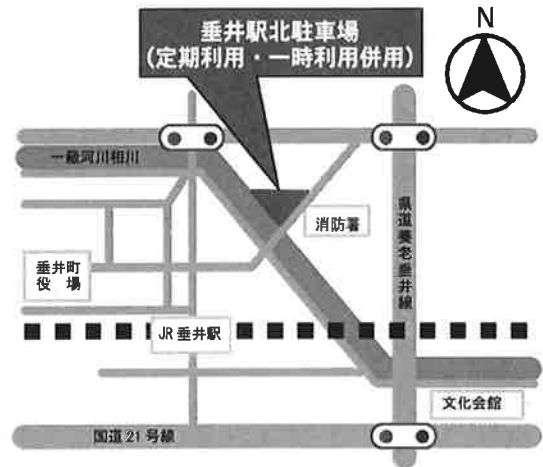 垂井駅北駐車場
(定期利用・一時利用併用)
N
一級河川相川
消防署
県道養老垂井線
垂井町
役場
JR垂井駅
文化会館
国道21号線